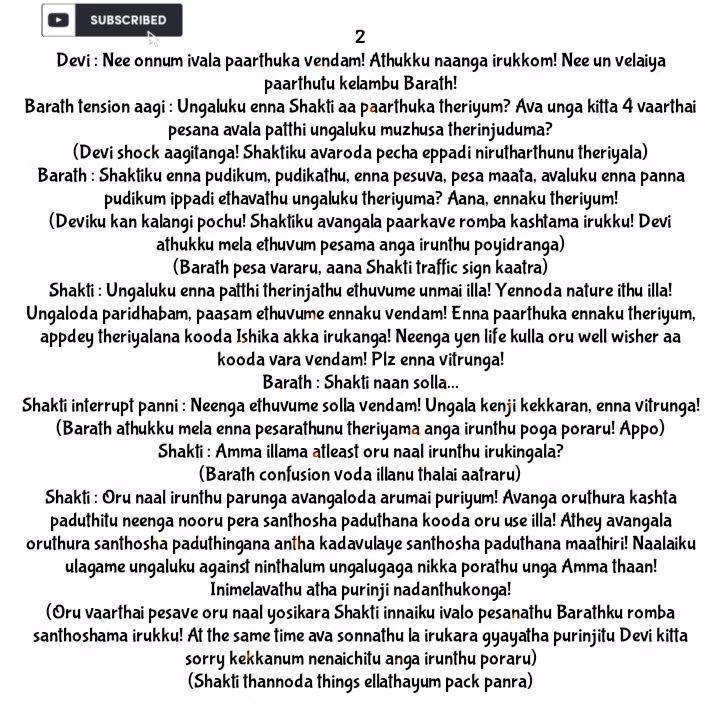 SUBSCRIBED
2
Devi : Nee onnum ivala paarthuka vendam! Athukku naanga irukkom! Nee un velaiya
paarthutu kelambu Barath!
Barath tension aagi : Ungaluku enna Shakti aa paarthuka theriyum? Ava unga kitta 4 vaarthai
pesana avala patthi ungaluku muzhusa therinjuduma?
(Devi shock aagitanga! Shaktiku avaroda pecha eppadi nirutharthunu theriyala)
Barath : Shaktiku enna pudikum, pudikathu, enna pesuva, pesa maata, avaluku enna panna
pudikum ippadi ethavathu ungaluku theriyuma? Aana, ennaku theriyum!
(Deviku kan kalangi pochu! Shaktiku avangala paarkave romba kashtama irukku! Devi
athukku mela ethuvum pesama anga irunthu poyidranga)
(Barath pesa vararu, aana Shakti traffic sign kaatra)
Shakti : Ungaluku enna patthi therinjathu ethuvume unmai illa! Yennoda nature ithu illa!
Ungaloda paridhabam, paasam ethuvume ennaku vendam! Enna paarthuka ennaku theriyum,
appdey theriyalana kooda Ishika akka irukanga! Neenga yen life kulla oru well wisher aa
kooda vara vendam! Plz enna vitrunga!
Barath : Shakti naan solla...
Shakti interrupt panni : Neenga ethuvume solla vendam! Ungala kenji kekkaran, enna vitrunga!
(Barath athukku mela enna pesarathunu theriyama anga irunthu poga poraru! Appo)
Shakti : Amma illama atleast oru naal irunthu irukingala?
(Barath confusion voda illanu thalai aatraru)
Shakti : Oru naal irunthu parunga avangaloda arumai puriyum! Avanga oruthura kashta
paduthitu neenga nooru pera santhosha paduthana kooda oru use illa! Athey avangala
oruthura santhosha paduthingana antha kadavulaye santhosha paduthana maathiri! Naalaiku
ulagame ungaluku against ninthalum ungalugaga nikka porathu unga Amma thaan!
Inimelavathu atha purinji nadanthukonga!
(Oru vaarthai pesave oru naal yosikara Shakti innaiku ivalo pesanathu Barathku romba
santhoshama irukku! At the same time ava sonnathu la irukara gyayatha purinjitu Devi kitta
sorry kekkanum nenaichitu anga irunthu poraru)
(Shakti thannoda things ellathayum pack panra)